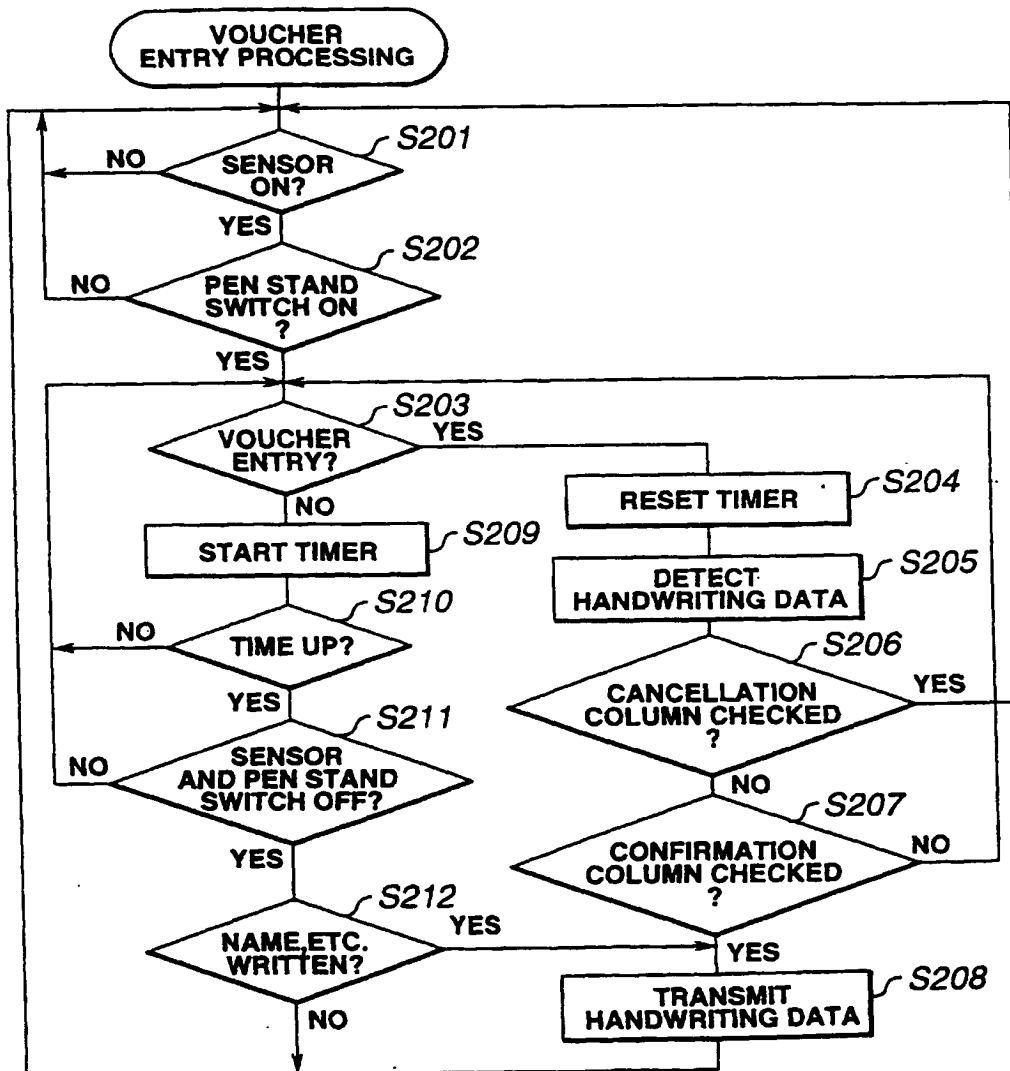 VOUCHER
ENTRY PROCESSING
S201
NO
SENSOR
ON?
YES
S202
NO
PEN STAND
SWITCH ON
?
YES
S203
VOUCHER
ENTRY?
YES
S204
RESET TIMER
NO
S209
START TIMER
S205
DETECT
HANDWRITING DATA
S210
NO
TIME UP?
YES
S206
CANCELLATION
COLUMN CHECKED
?
YES
NO
S211
SENSOR
AND PEN STAND
SWITCH OFF?
NO
YES
S207
CONFIRMATION
COLUMN CHECKED
?
NO
YES
S212
NAME,ETC.
WRITTEN?
YES
NO
S208
TRANSMIT
HANDWRITING DATA